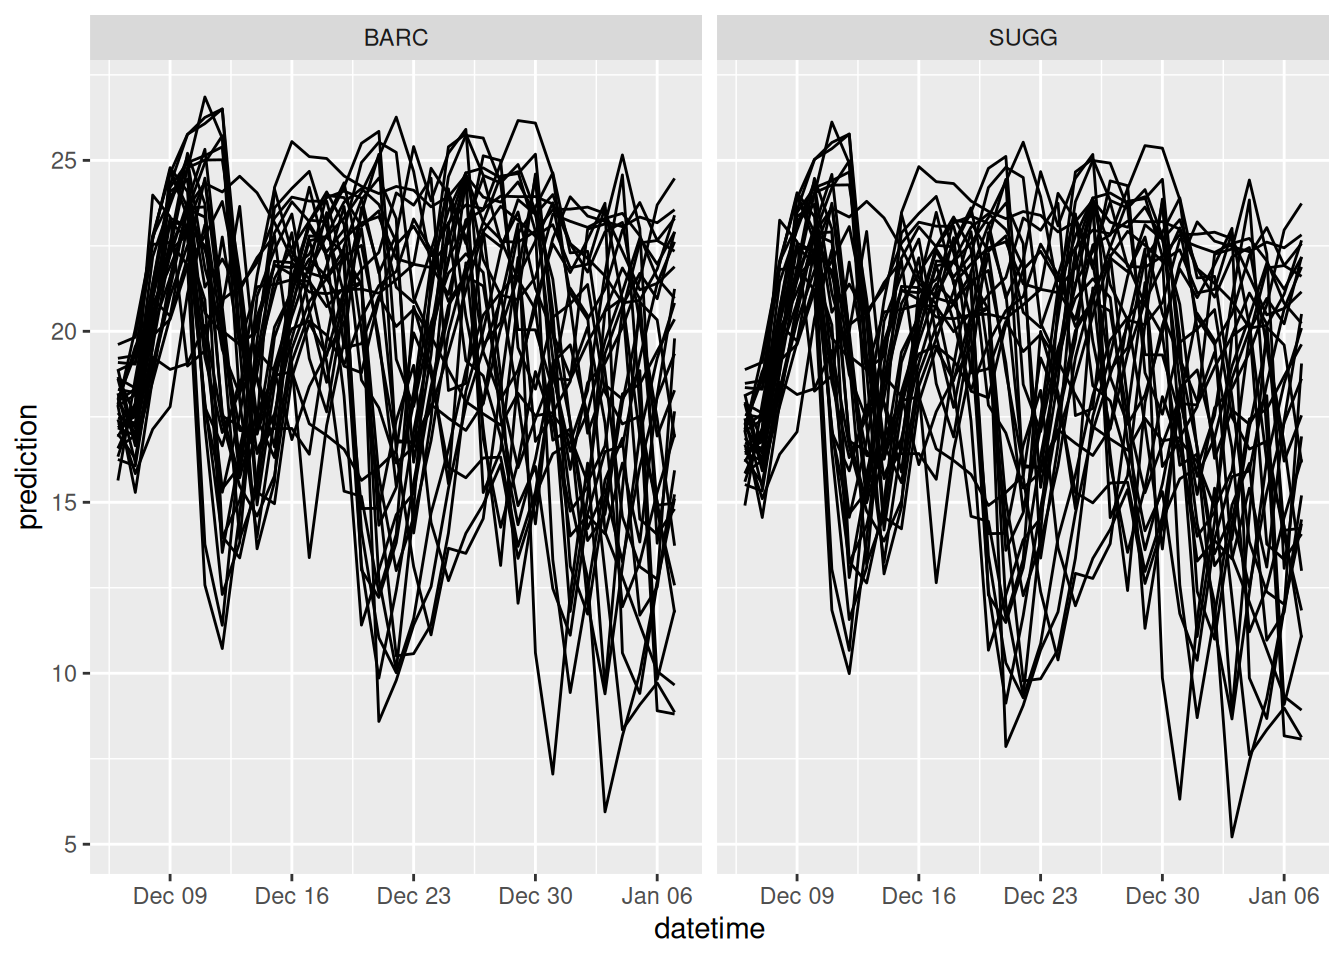 BARC
SUGG
prediction
25
20
15
10
5
Dec 09
Dec 16
Dec 23
Dec 30
Jan 06
Dec 09
Dec 16
Dec 23
Dec 30
Jan 06
datetime